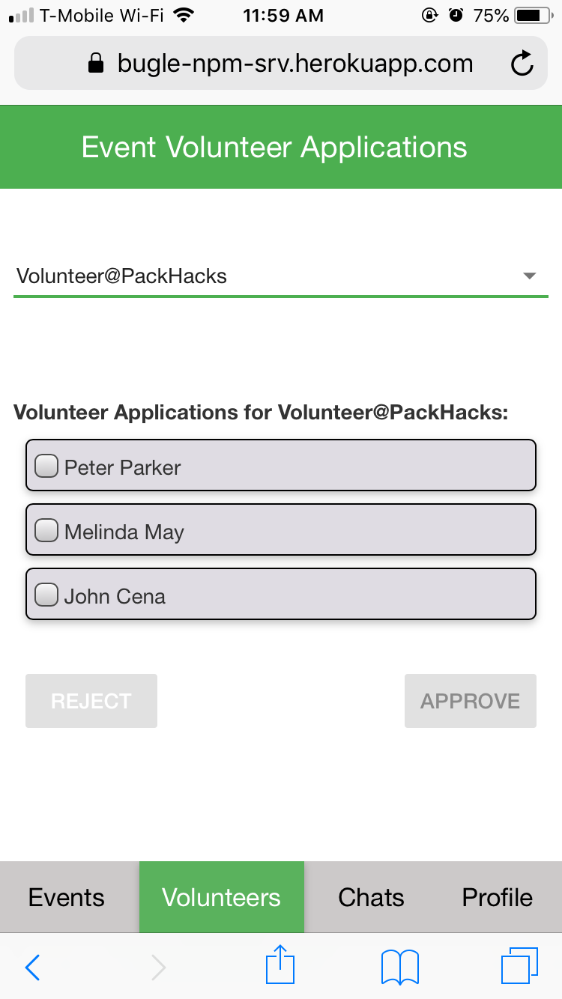 T-Mobile Wi-Fi 11:59 AM 75%
bugle-npm-srv.herokuapp.com
Event Volunteer Applications
Volunteer@PackHacks
Volunteer Applications for Volunteer@PackHacks:
Peter Parker
Melinda May
John Cena
REJECT APPROVE
Events Volunteers Chats Profile